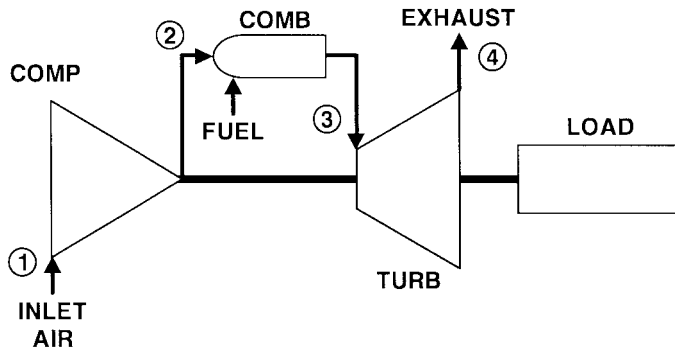 EXHAUST
COMB
②
④
COMP
FUEL
③
LOAD
①
TURB
INLET
AIR